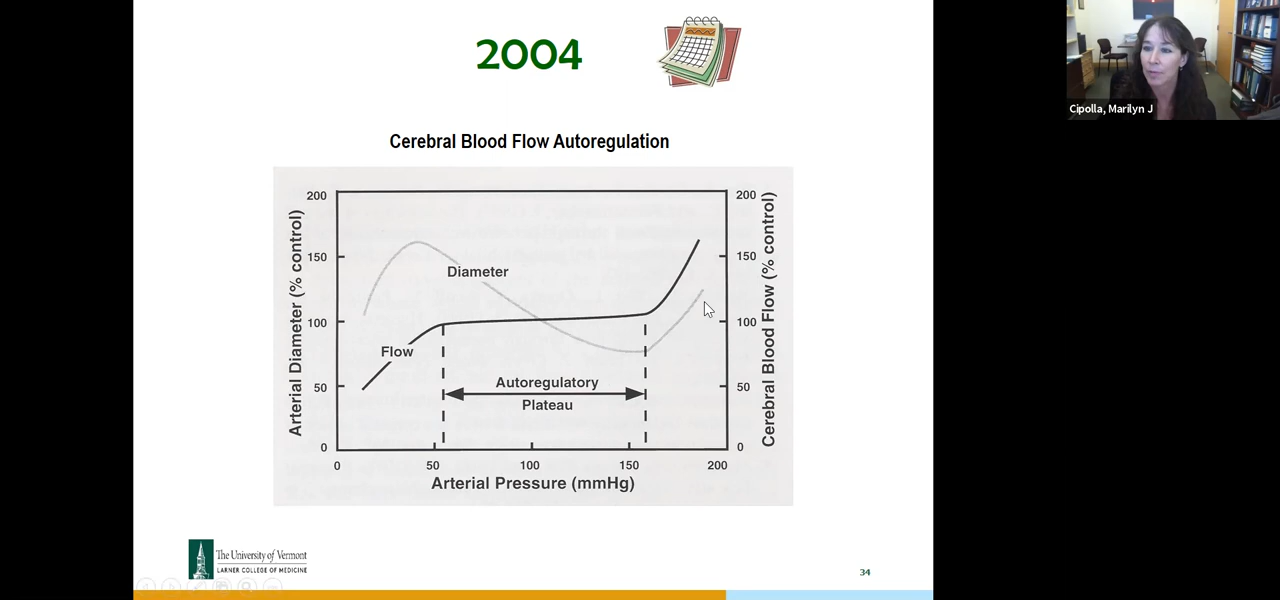 2004
Cipolla, Marilyn J
Cerebral Blood Flow Autoregulation
Arterial Diameter (% control)
200
150
100
50
0
Diameter
Flow
Autoregulatory
Plateau
200
150
100
50
0
Cerebral Blood Flow (% control)
0 50 100 150 200
Arterial Pressure (mmHg)
The University of Vermont
LARNER COLLEGE OF MEDICINE
34